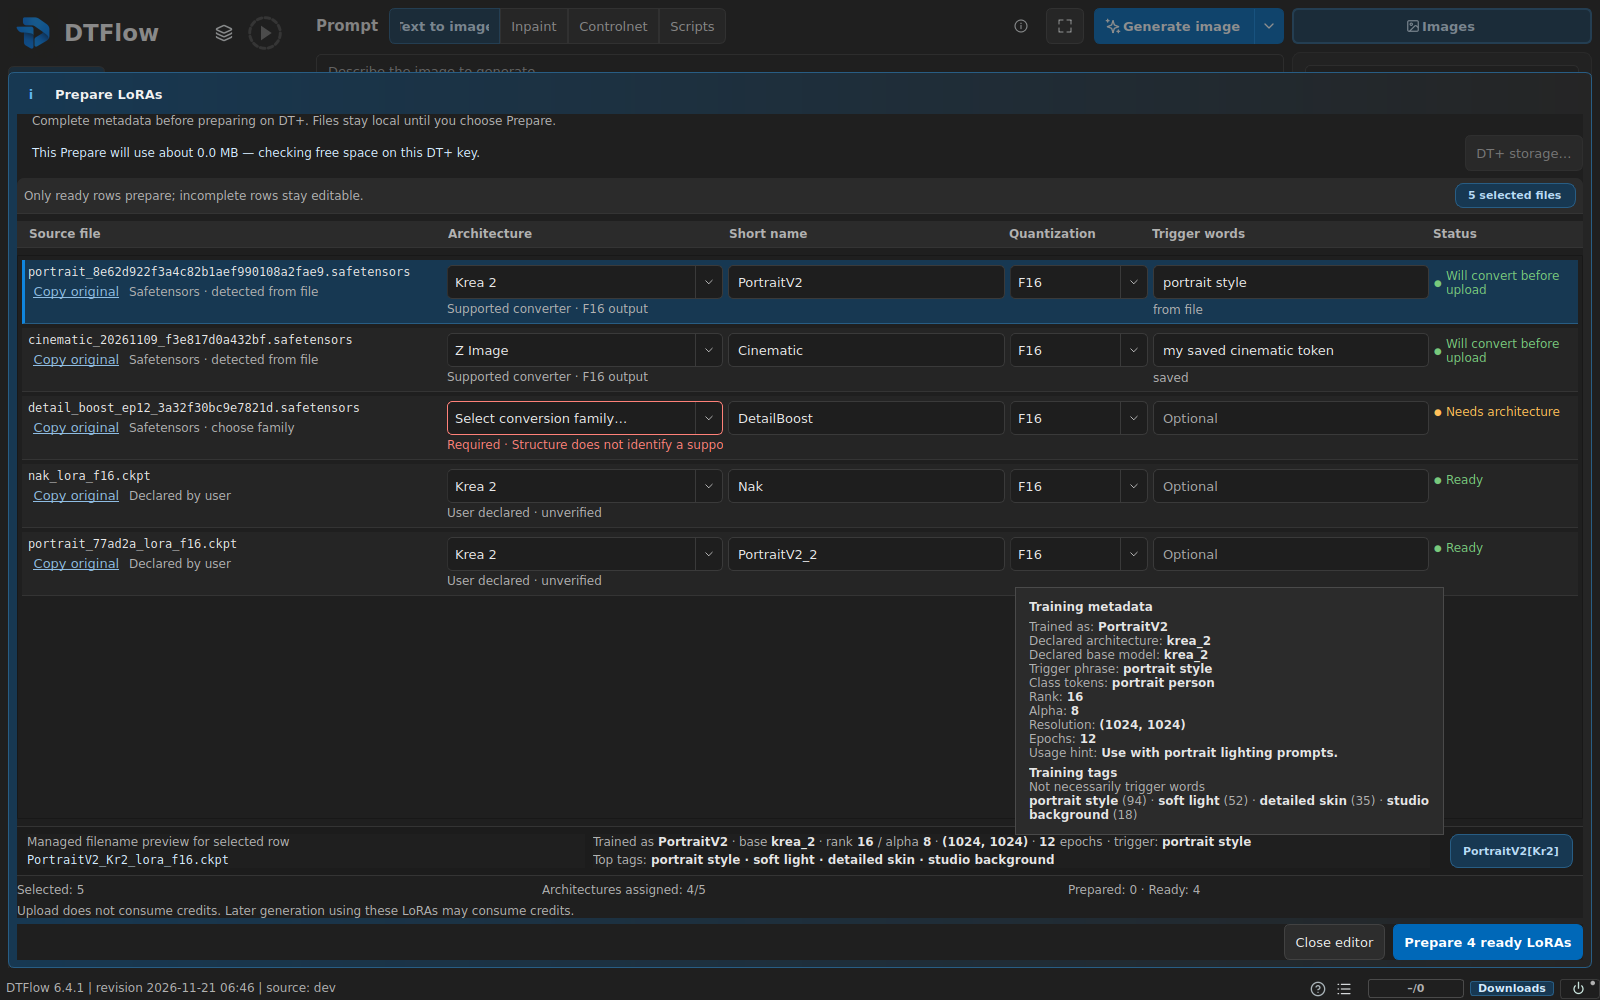 DTFlow
Prompt
Text to image
Inpaint
Controlnet
Scripts
Generate image
Images
Describe the image to generate
Prepare LoRAs
Complete metadata before preparing on DT+. Files stay local until you choose Prepare.
This Prepare will use about 0.0 MB — checking free space on this DT+ key.
DT+ storage...
Only ready rows prepare; incomplete rows stay editable.
5 selected files
Source file Architecture Short name Quantization Trigger words Status
portrait_8e62d922f3a4c82b1aef990108a2fae9.safetensors
Copy original Safetensors · detected from file
Krea 2
Supported converter · F16 output
PortraitV2
F16
portrait style
from file
Will convert before
upload
cinematic_20261109_f3e817d0a432bf.safetensors
Copy original Safetensors · detected from file
Z Image
Supported converter · F16 output
Cinematic
F16
my saved cinematic token
saved
Will convert before
upload
detail_boost_ep12_3a32f30bc9e7821d.safetensors
Copy original Safetensors · choose family
Select conversion family...
Required · Structure does not identify a suppo
DetailBoost
F16
Optional
Needs architecture
nak_lora_f16.ckpt
Copy original Declared by user
Krea 2
User declared · unverified
Nak
F16
Optional
Ready
portrait_77ad2a_lora_f16.ckpt
Copy original Declared by user
Krea 2
User declared · unverified
PortraitV2_2
F16
Optional
Ready
Training metadata
Trained as: PortraitV2
Declared architecture: krea_2
Declared base model: krea_2
Trigger phrase: portrait style
Class tokens: portrait person
Rank: 16
Alpha: 8
Resolution: (1024, 1024)
Epochs: 12
Usage hint: Use with portrait lighting prompts.
Training tags
Not necessarily trigger words
portrait style (94) · soft light (52) · detailed skin (35) · studio
background (18)
Managed filename preview for selected row
PortraitV2_Kr2_lora_f16.ckpt
Trained as PortraitV2 · base krea_2 · rank 16 / alpha 8 · (1024, 1024) · 12 epochs · trigger: portrait style
Top tags: portrait style · soft light · detailed skin · studio background
PortraitV2[Kr2]
Selected: 5
Architectures assigned: 4/5
Prepared: 0 · Ready: 4
Upload does not consume credits. Later generation using these LoRAs may consume credits.
Close editor
Prepare 4 ready LoRAs
DTFlow 6.4.1 | revision 2026-11-21 06:46 | source: dev
–/0
Downloads